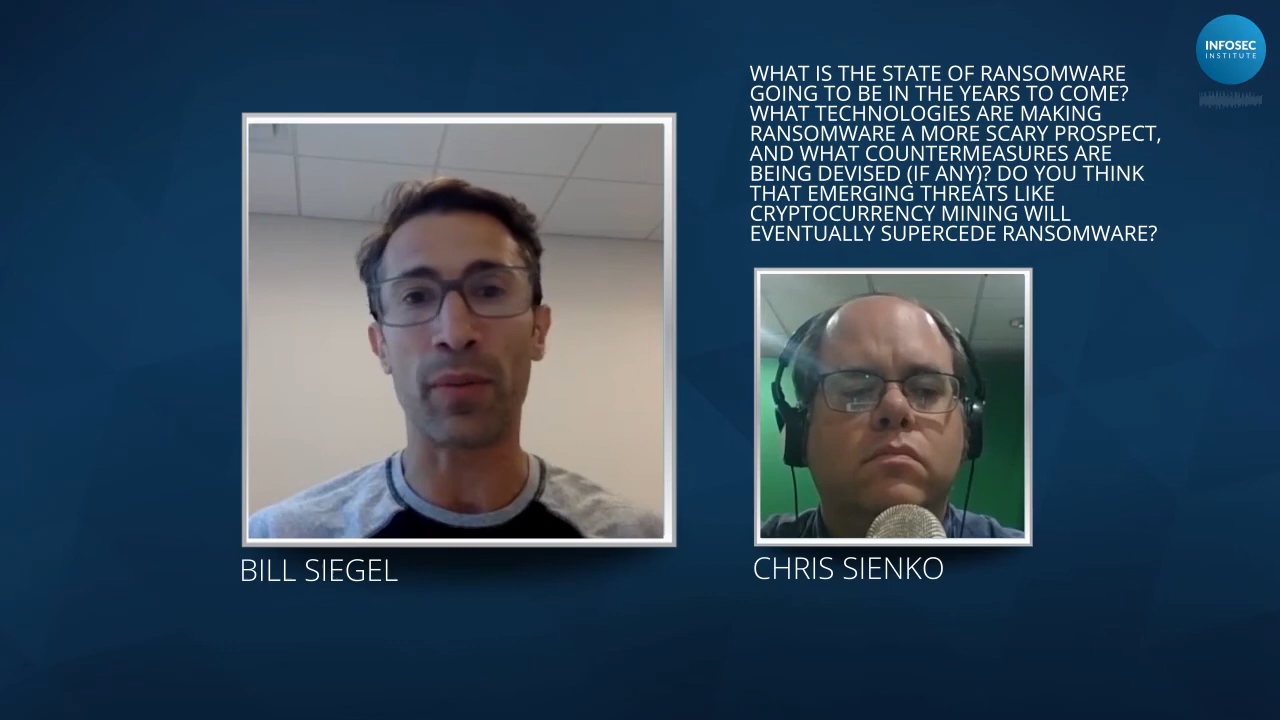 INFOSEC
INSTITUTE
WHAT IS THE STATE OF RANSOMWARE
GOING TO BE IN THE YEARS TO COME?
WHAT TECHNOLOGIES ARE MAKING
RANSOMWARE A MORE SCARY PROSPECT,
AND WHAT COUNTERMEASURES ARE
BEING DEVISED (IF ANY)? DO YOU THINK
THAT EMERGING THREATS LIKE
CRYPTOCURRENCY MINING WILL
EVENTUALLY SUPERCEDE RANSOMWARE?
BILL SIEGEL
CHRIS SIENKO